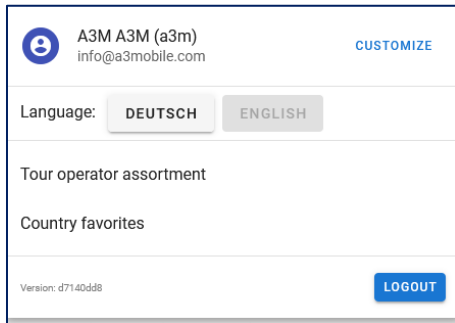 A3M A3M (a3m)
info@a3mobile.com
CUSTOMIZE
Language: DEUTSCH ENGLISH
Tour operator assortment
Country favorites
Version: d7140dd8
LOGOUT